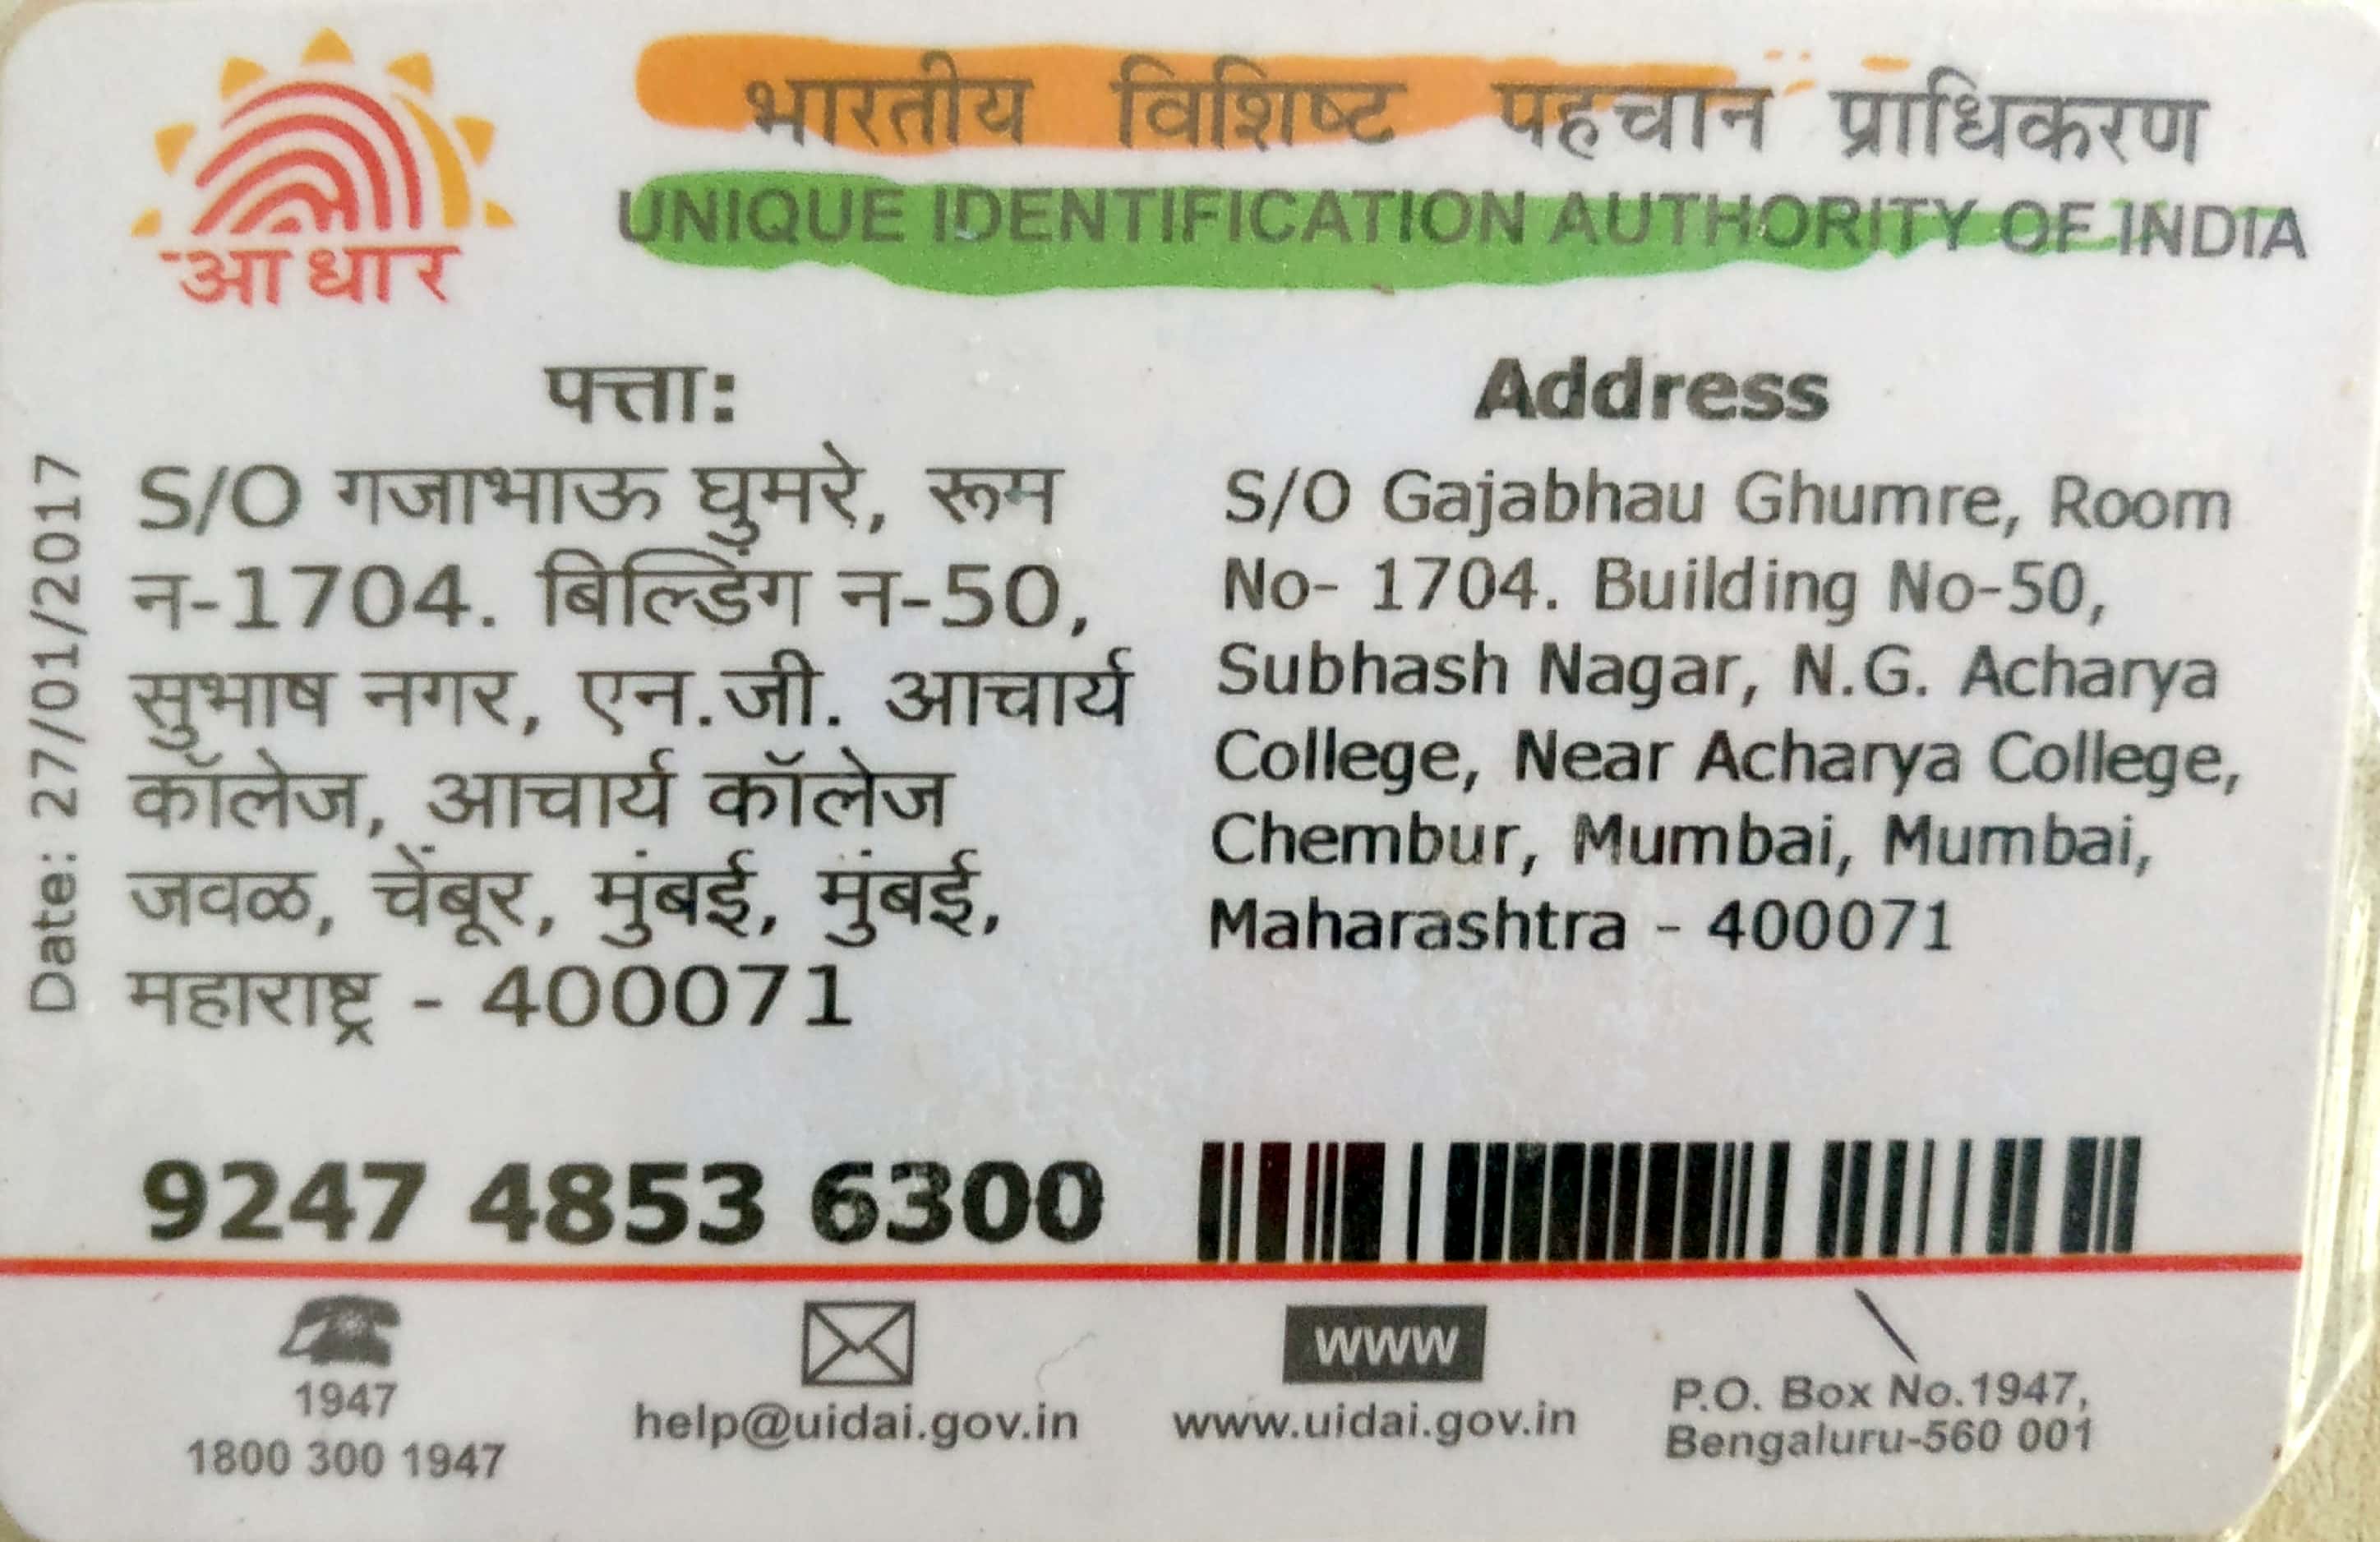 आधार
भारतीय विशिष्ट पहचान प्राधिकरण
UNIQUE IDENTIFICATION AUTHORITY OF INDIA
Date: 27/01/2017
पत्ता:
S/O गजाभाऊ घुमरे, रूम
न-1704. बिल्डिंग न-50,
सुभाष नगर, एन.जी. आचार्य
कॉलेज, आचार्य कॉलेज
जवळ, चेंबूर, मुंबई, मुंबई,
महाराष्ट्र - 400071
Address
S/O Gajabhau Ghumre, Room
No- 1704. Building No-50,
Subhash Nagar, N.G. Acharya
College, Near Acharya College,
Chembur, Mumbai, Mumbai,
Maharashtra - 400071
9247 4853 6300
1947
1800 300 1947
help@uidai.gov.in
www
www.uidai.gov.in
P.O. Box No.1947,
Bengaluru-560 001